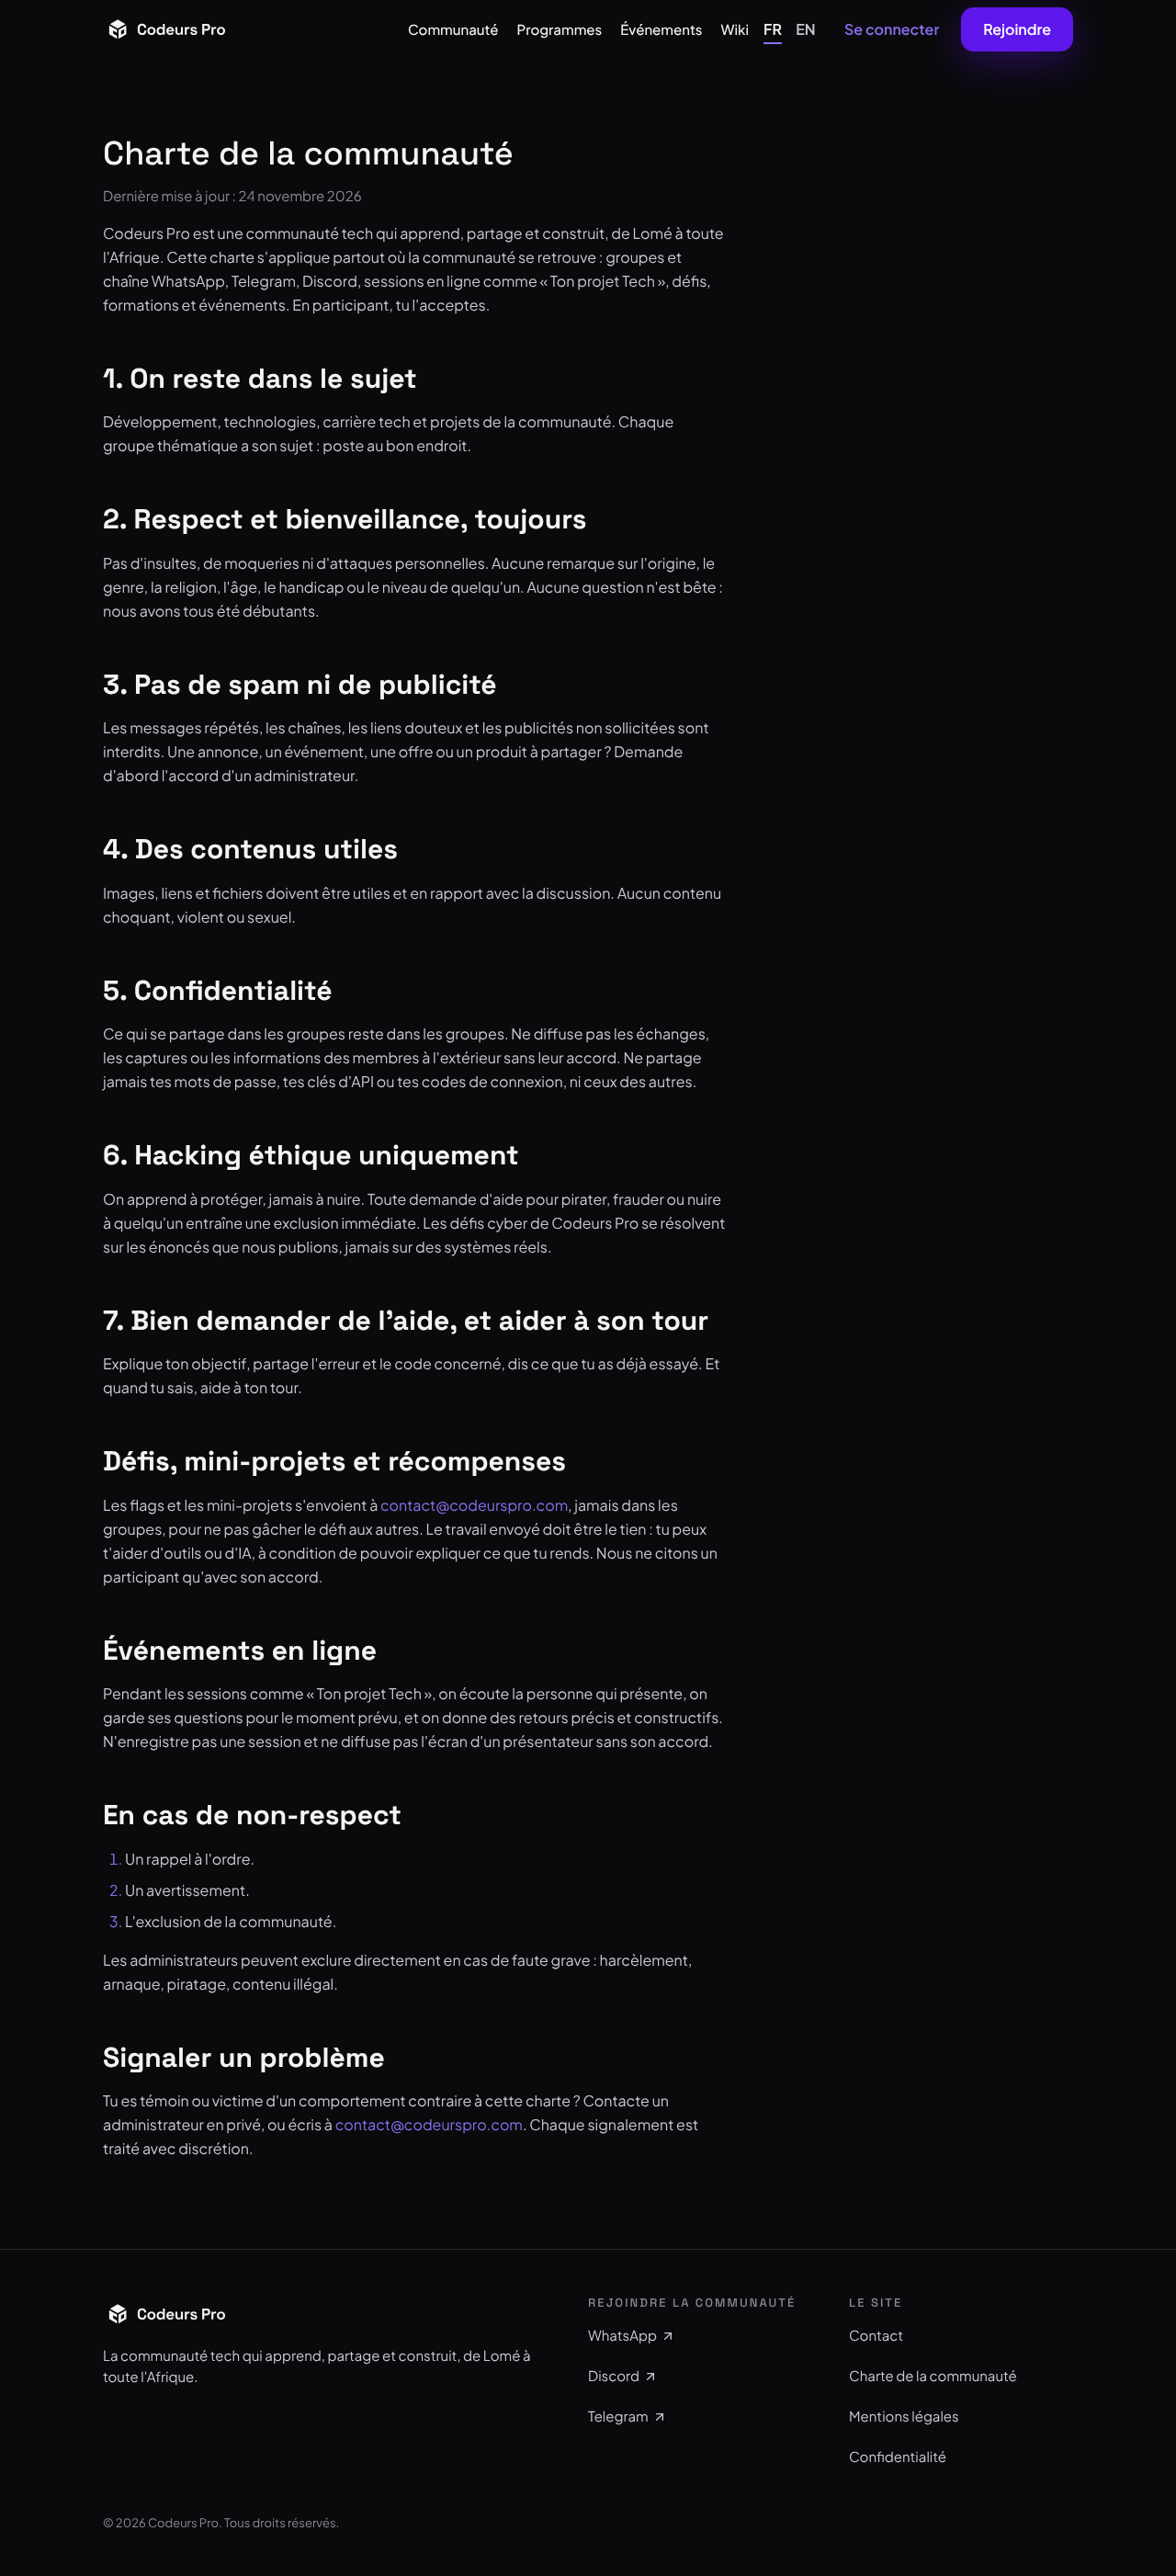 Codeurs Pro
Communauté Programmes Événements Wiki FR EN Se connecter Rejoindre
Charte de la communauté
Dernière mise à jour : 24 novembre 2026
Codeurs Pro est une communauté tech qui apprend, partage et construit, de Lomé à toute
l'Afrique. Cette charte s'applique partout où la communauté se retrouve : groupes et
chaîne WhatsApp, Telegram, Discord, sessions en ligne comme « Ton projet Tech », défis,
formations et événements. En participant, tu l'acceptes.
1. On reste dans le sujet
Développement, technologies, carrière tech et projets de la communauté. Chaque
groupe thématique a son sujet : poste au bon endroit.
2. Respect et bienveillance, toujours
Pas d'insultes, de moqueries ni d'attaques personnelles. Aucune remarque sur l'origine, le
genre, la religion, l'âge, le handicap ou le niveau de quelqu'un. Aucune question n'est bête :
nous avons tous été débutants.
3. Pas de spam ni de publicité
Les messages répétés, les chaînes, les liens douteux et les publicités non sollicitées sont
interdits. Une annonce, un événement, une offre ou un produit à partager ? Demande
d'abord l'accord d'un administrateur.
4. Des contenus utiles
Images, liens et fichiers doivent être utiles et en rapport avec la discussion. Aucun contenu
choquant, violent ou sexuel.
5. Confidentialité
Ce qui se partage dans les groupes reste dans les groupes. Ne diffuse pas les échanges,
les captures ou les informations des membres à l'extérieur sans leur accord. Ne partage
jamais tes mots de passe, tes clés d'API ou tes codes de connexion, ni ceux des autres.
6. Hacking éthique uniquement
On apprend à protéger, jamais à nuire. Toute demande d'aide pour pirater, frauder ou nuire
à quelqu'un entraîne une exclusion immédiate. Les défis cyber de Codeurs Pro se résolvent
sur les énoncés que nous publions, jamais sur des systèmes réels.
7. Bien demander de l'aide, et aider à son tour
Explique ton objectif, partage l'erreur et le code concerné, dis ce que tu as déjà essayé. Et
quand tu sais, aide à ton tour.
Défis, mini-projets et récompenses
Les flags et les mini-projets s'envoient à contact@codeurspro.com, jamais dans les
groupes, pour ne pas gâcher le défi aux autres. Le travail envoyé doit être le tien : tu peux
t'aider d'outils ou d'IA, à condition de pouvoir expliquer ce que tu rends. Nous ne citons un
participant qu'avec son accord.
Événements en ligne
Pendant les sessions comme « Ton projet Tech », on écoute la personne qui présente, on
garde ses questions pour le moment prévu, et on donne des retours précis et constructifs.
N'enregistre pas une session et ne diffuse pas l'écran d'un présentateur sans son accord.
En cas de non-respect
1. Un rappel à l'ordre.
2. Un avertissement.
3. L'exclusion de la communauté.
Les administrateurs peuvent exclure directement en cas de faute grave : harcèlement,
arnaque, piratage, contenu illégal.
Signaler un problème
Tu es témoin ou victime d'un comportement contraire à cette charte ? Contacte un
administrateur en privé, ou écris à contact@codeurspro.com. Chaque signalement est
traité avec discrétion.
Codeurs Pro
La communauté tech qui apprend, partage et construit, de Lomé à
toute l'Afrique.
REJOINDRE LA COMMUNAUTÉ
WhatsApp ↗
Discord ↗
Telegram ↗
LE SITE
Contact
Charte de la communauté
Mentions légales
Confidentialité
© 2026 Codeurs Pro. Tous droits réservés.